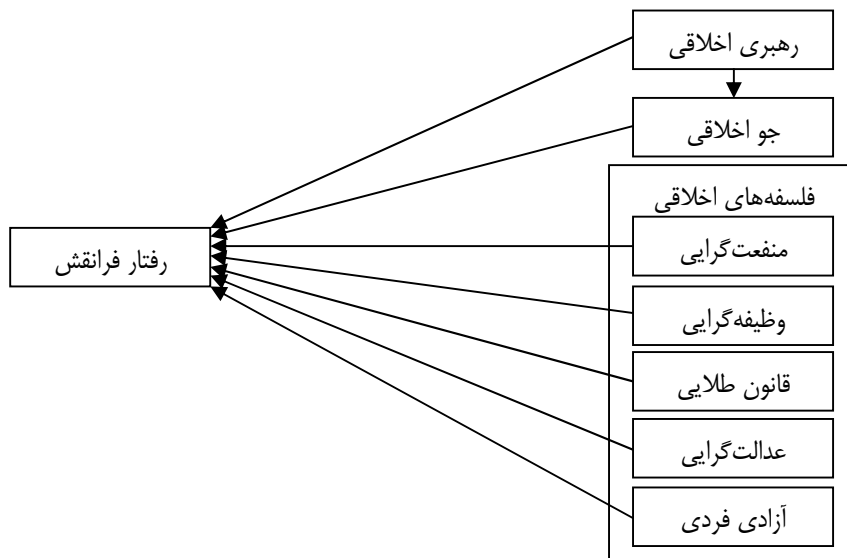 رهبری اخلاقی
جو اخلاقی
فلسفه‌های اخلاقی
منفعت‌گرایی
رفتار فرانقش
وظیفه‌گرایی
قانون طلایی
عدالت‌گرایی
آزادی فردی